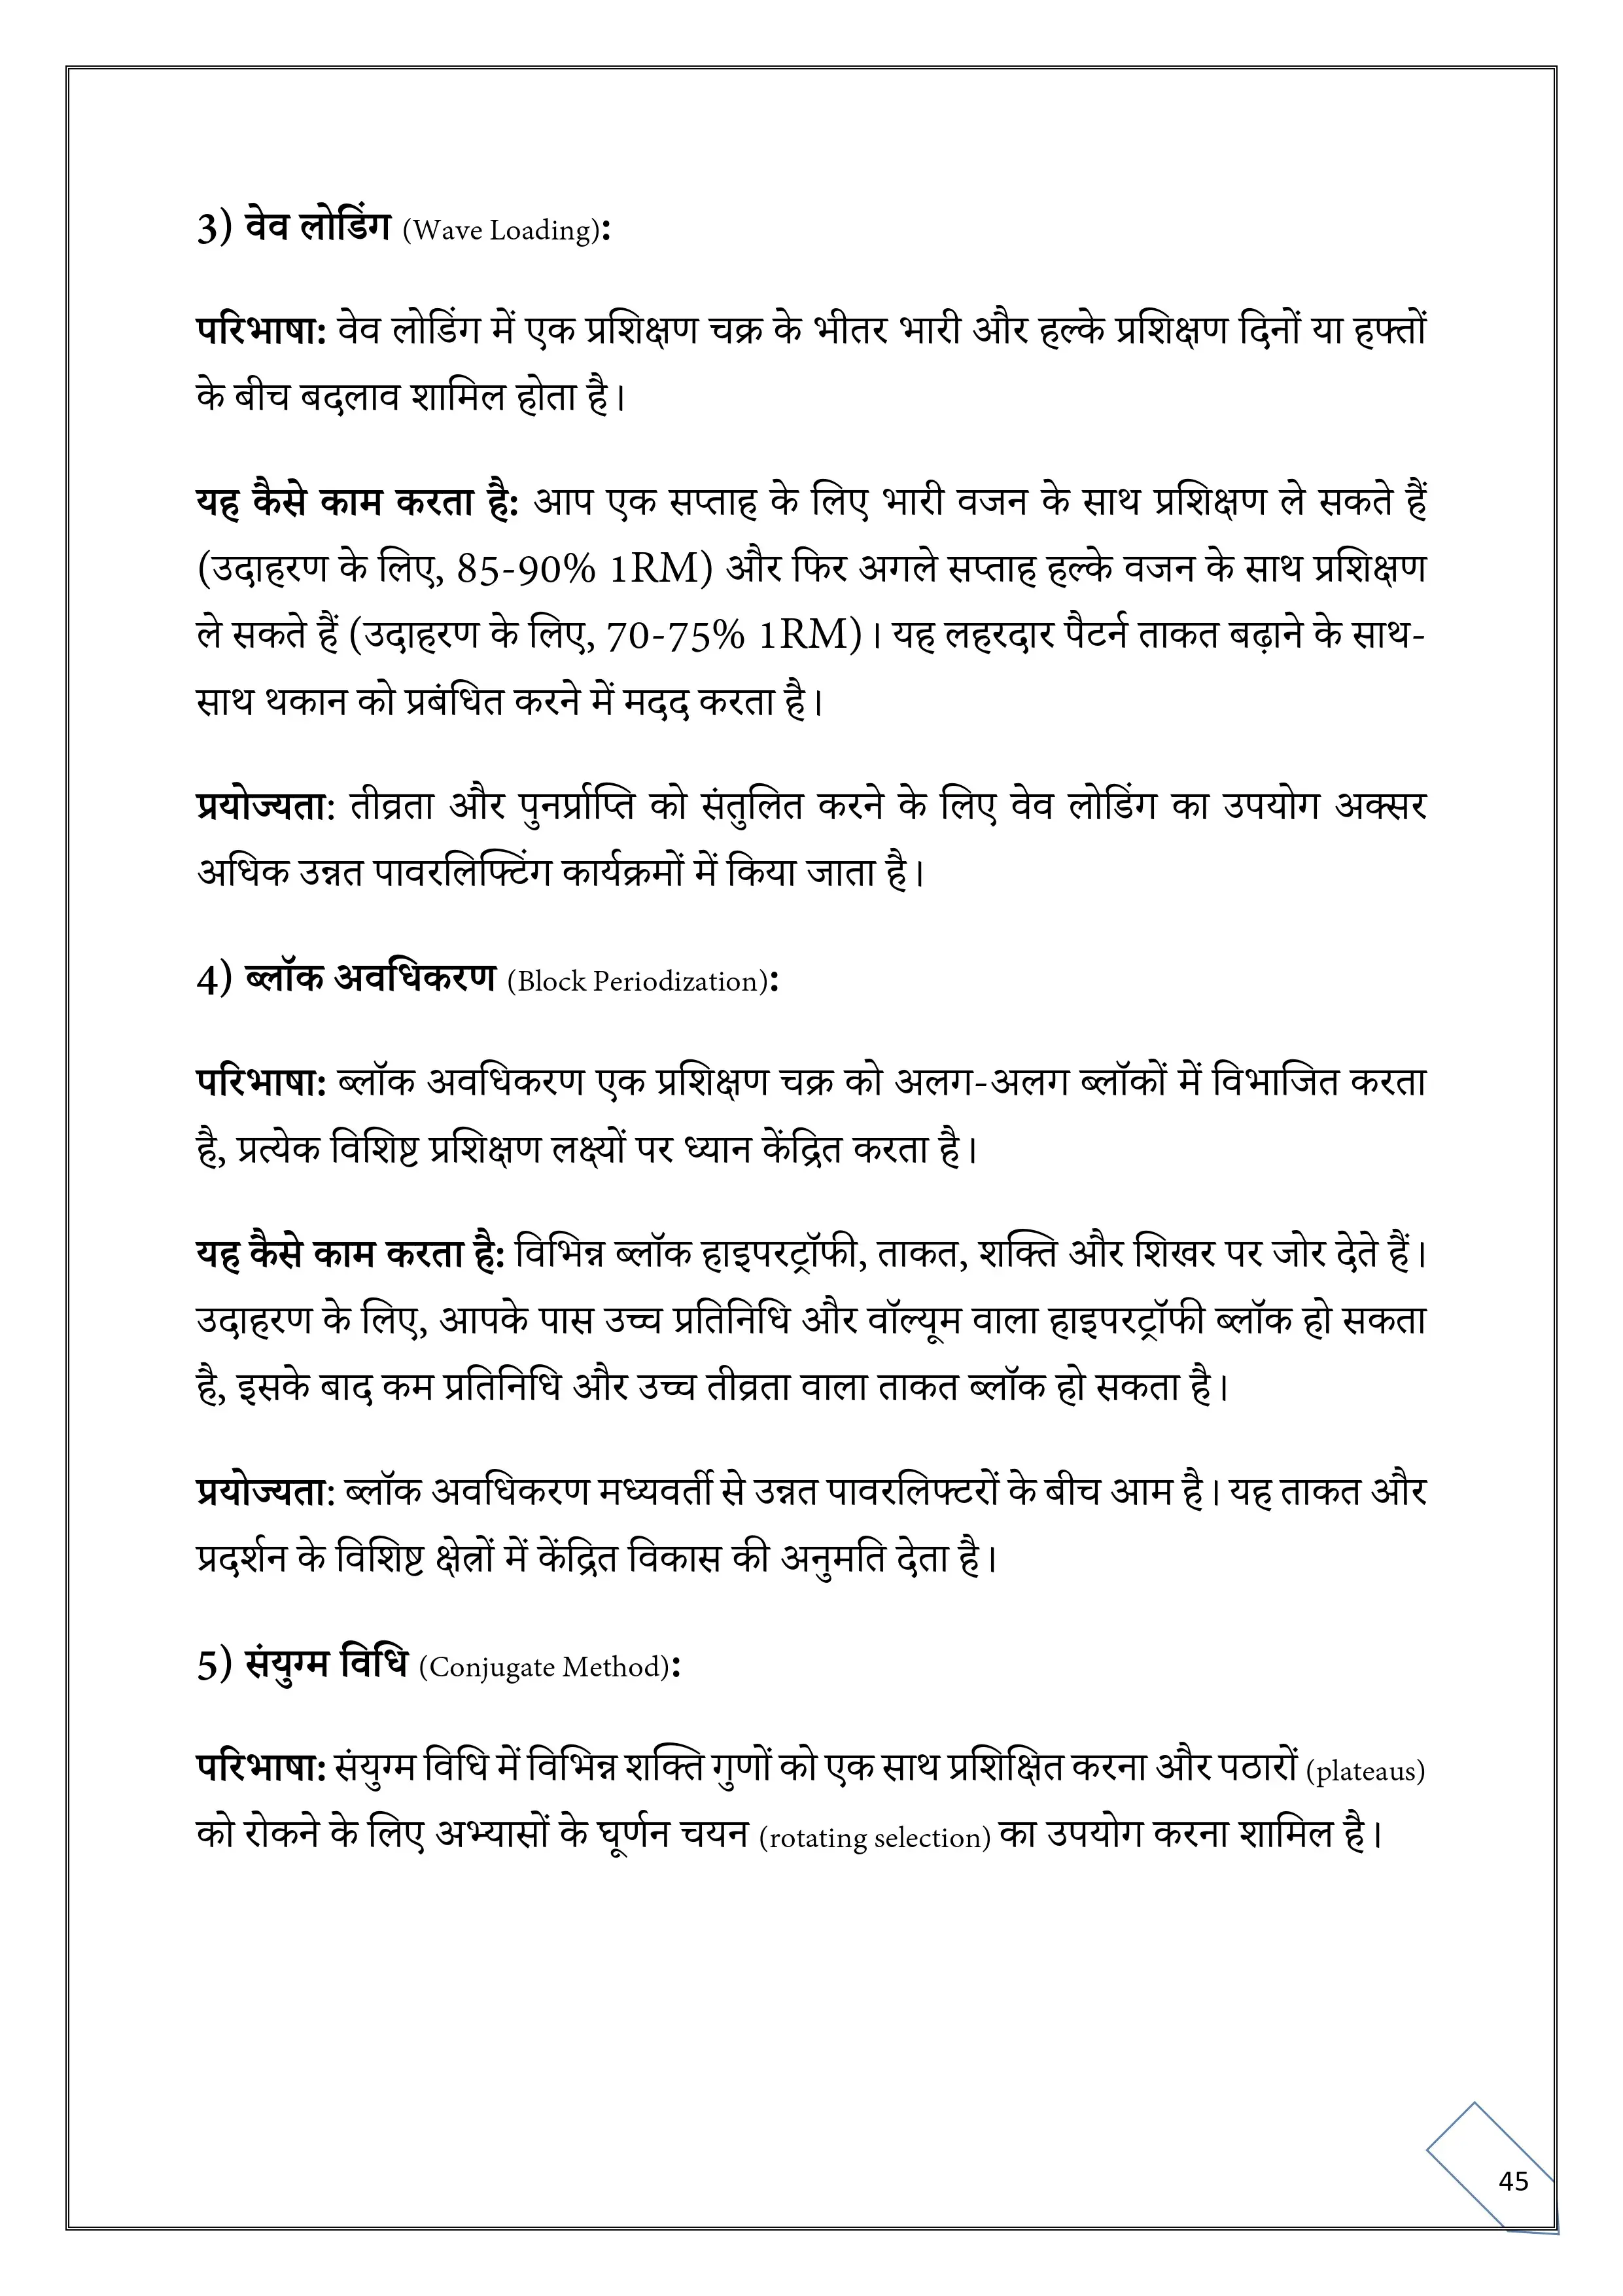 3) वेव लोडिंग (Wave Loading):
परिभाषा: वेव लोडिंग में एक प्रशिक्षण चक्र के भीतर भारी और हल्के प्रशिक्षण दिनों या हफ्तों
के बीच बदलाव शामिल होता है।
यह कैसे काम करता है: आप एक सप्ताह के लिए भारी वजन के साथ प्रशिक्षण ले सकते हैं
(उदाहरण के लिए, 85-90% 1RM) और फिर अगले सप्ताह हल्के वजन के साथ प्रशिक्षण
ले सकते हैं (उदाहरण के लिए, 70-75% 1RM)। यह लहरदार पैटर्न ताकत बढ़ाने के साथ-
साथ थकान को प्रबंधित करने में मदद करता है।
प्रयोज्यता: तीव्रता और पुनर्प्राप्ति को संतुलित करने के लिए वेव लोडिंग का उपयोग अक्सर
अधिक उन्नत पावरलिफ्टिंग कार्यक्रमों में किया जाता है।
4) ब्लॉक अवधिकरण (Block Periodization):
परिभाषा: ब्लॉक अवधिकरण एक प्रशिक्षण चक्र को अलग-अलग ब्लॉकों में विभाजित करता
है, प्रत्येक विशिष्ट प्रशिक्षण लक्ष्यों पर ध्यान केंद्रित करता है।
यह कैसे काम करता है: विभिन्न ब्लॉक हाइपरट्रॉफी, ताकत, शक्ति और शिखर पर जोर देते हैं।
उदाहरण के लिए, आपके पास उच्च प्रतिनिधि और वॉल्यूम वाला हाइपरट्रॉफी ब्लॉक हो सकता
है, इसके बाद कम प्रतिनिधि और उच्च तीव्रता वाला ताकत ब्लॉक हो सकता है।
प्रयोज्यता: ब्लॉक अवधिकरण मध्यवर्ती से उन्नत पावरलिफ्टरों के बीच आम है। यह ताकत और
प्रदर्शन के विशिष्ट क्षेत्रों में केंद्रित विकास की अनुमति देता है।
5) संयुग्म विधि (Conjugate Method):
परिभाषा: संयुग्म विधि में विभिन्न शक्ति गुणों को एक साथ प्रशिक्षित करना और पठारों (plateaus)
को रोकने के लिए अभ्यासों के घूर्णन चयन (rotating selection) का उपयोग करना शामिल है।
45